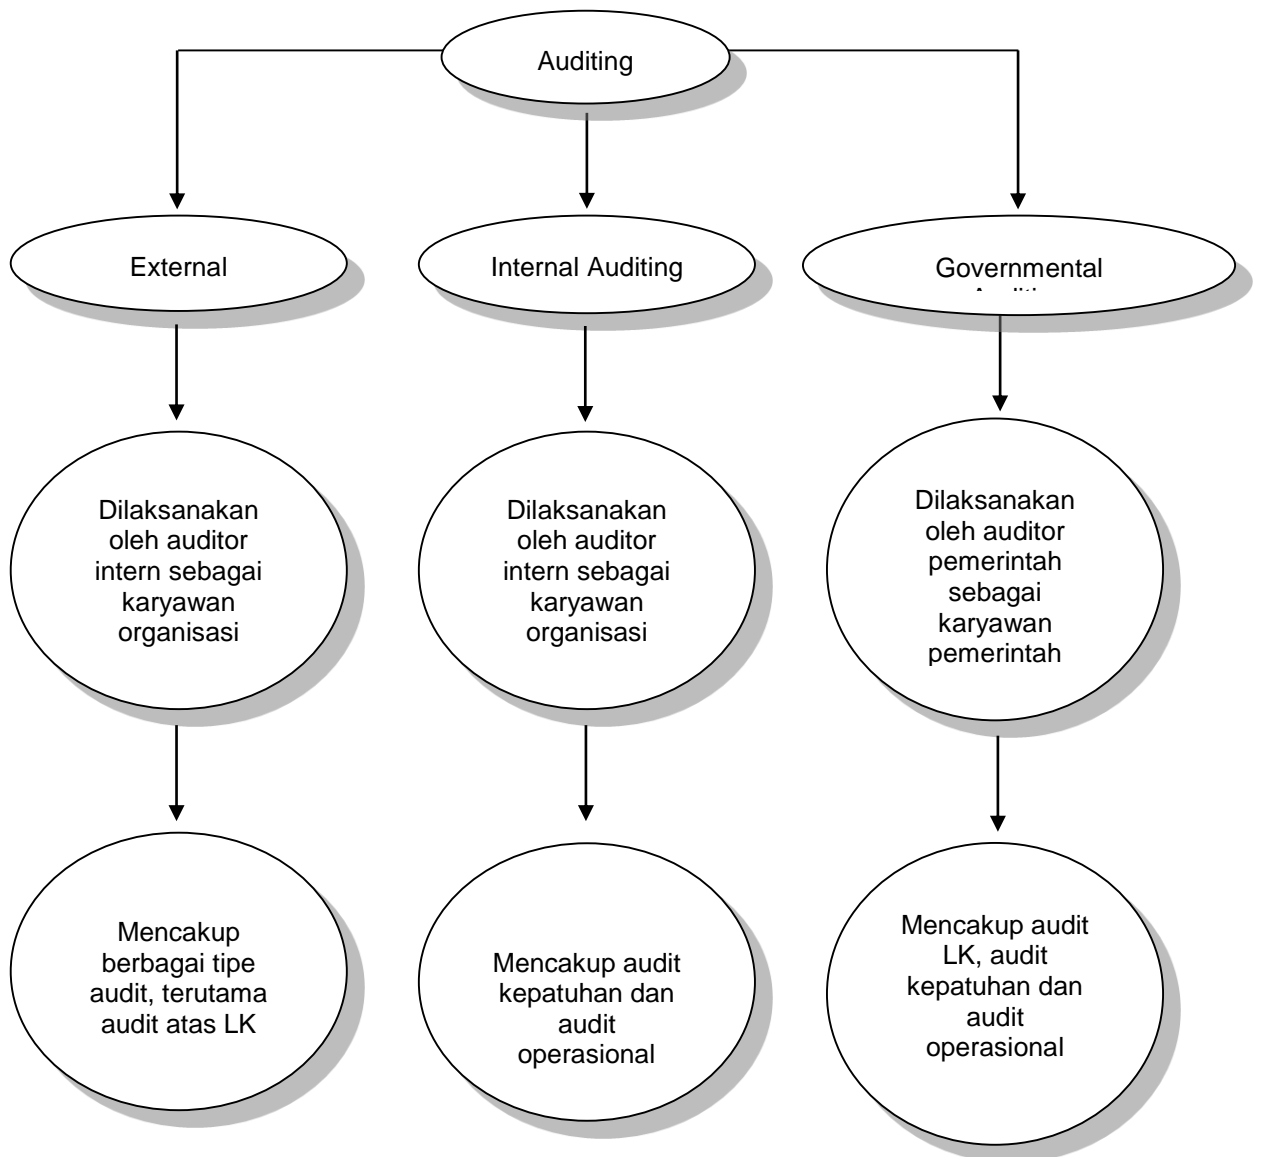 Auditing
External
Internal Auditing
Governmental
Dilaksanakan
oleh auditor
intern sebagai
karyawan
organisasi
Dilaksanakan
oleh auditor
intern sebagai
karyawan
organisasi
Dilaksanakan
oleh auditor
pemerintah
sebagai
karyawan
pemerintah
Mencakup
berbagai tipe
audit, terutama
audit atas LK
Mencakup audit
kepatuhan dan
audit
operasional
Mencakup audit
LK, audit
kepatuhan dan
audit
operasional